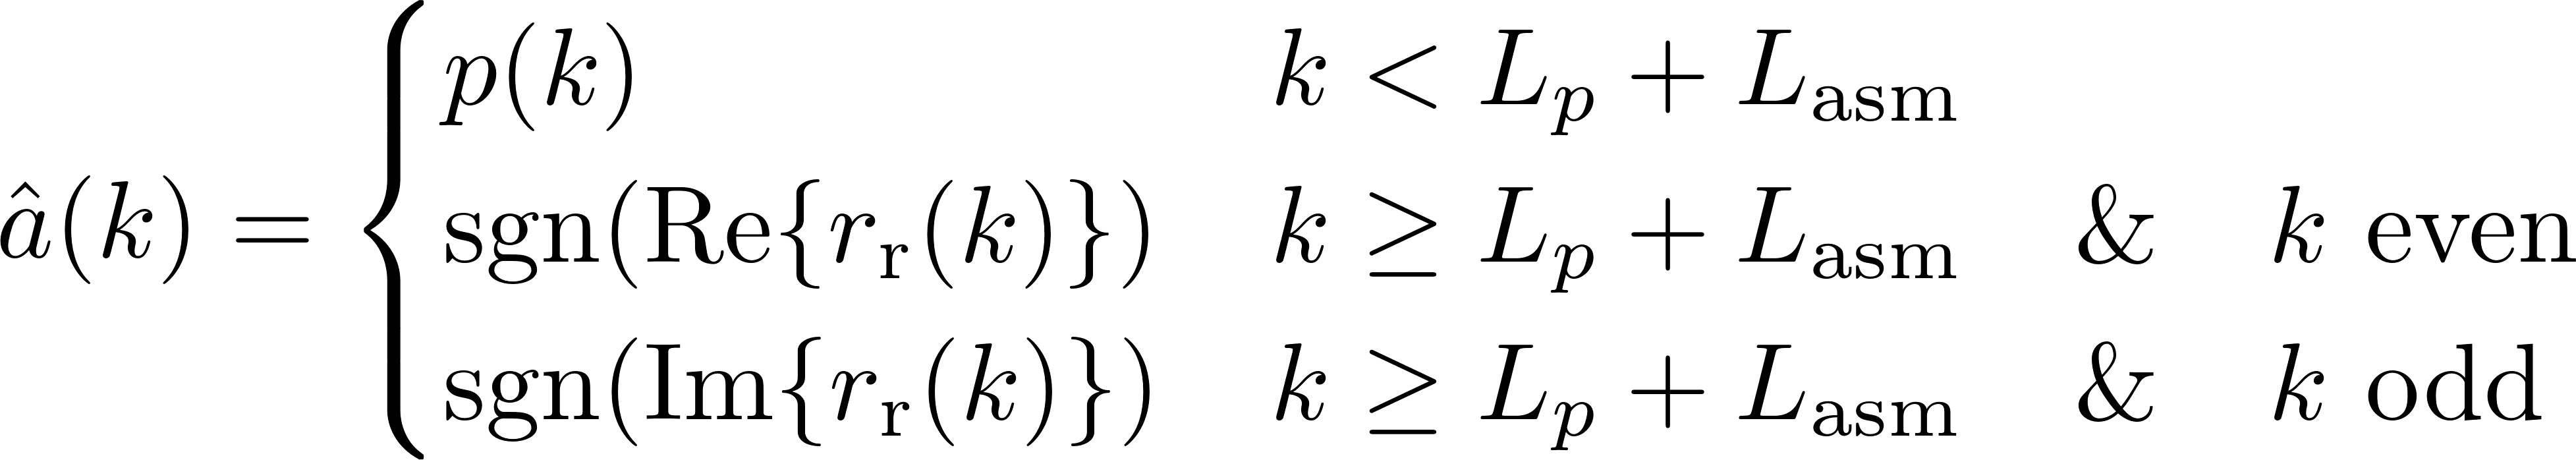 p(k) k < L_p + L_asm
â(k) = { sgn(Re{r_r(k)}) k ≥ L_p + L_asm & k even
sgn(Im{r_r(k)}) k ≥ L_p + L_asm & k odd